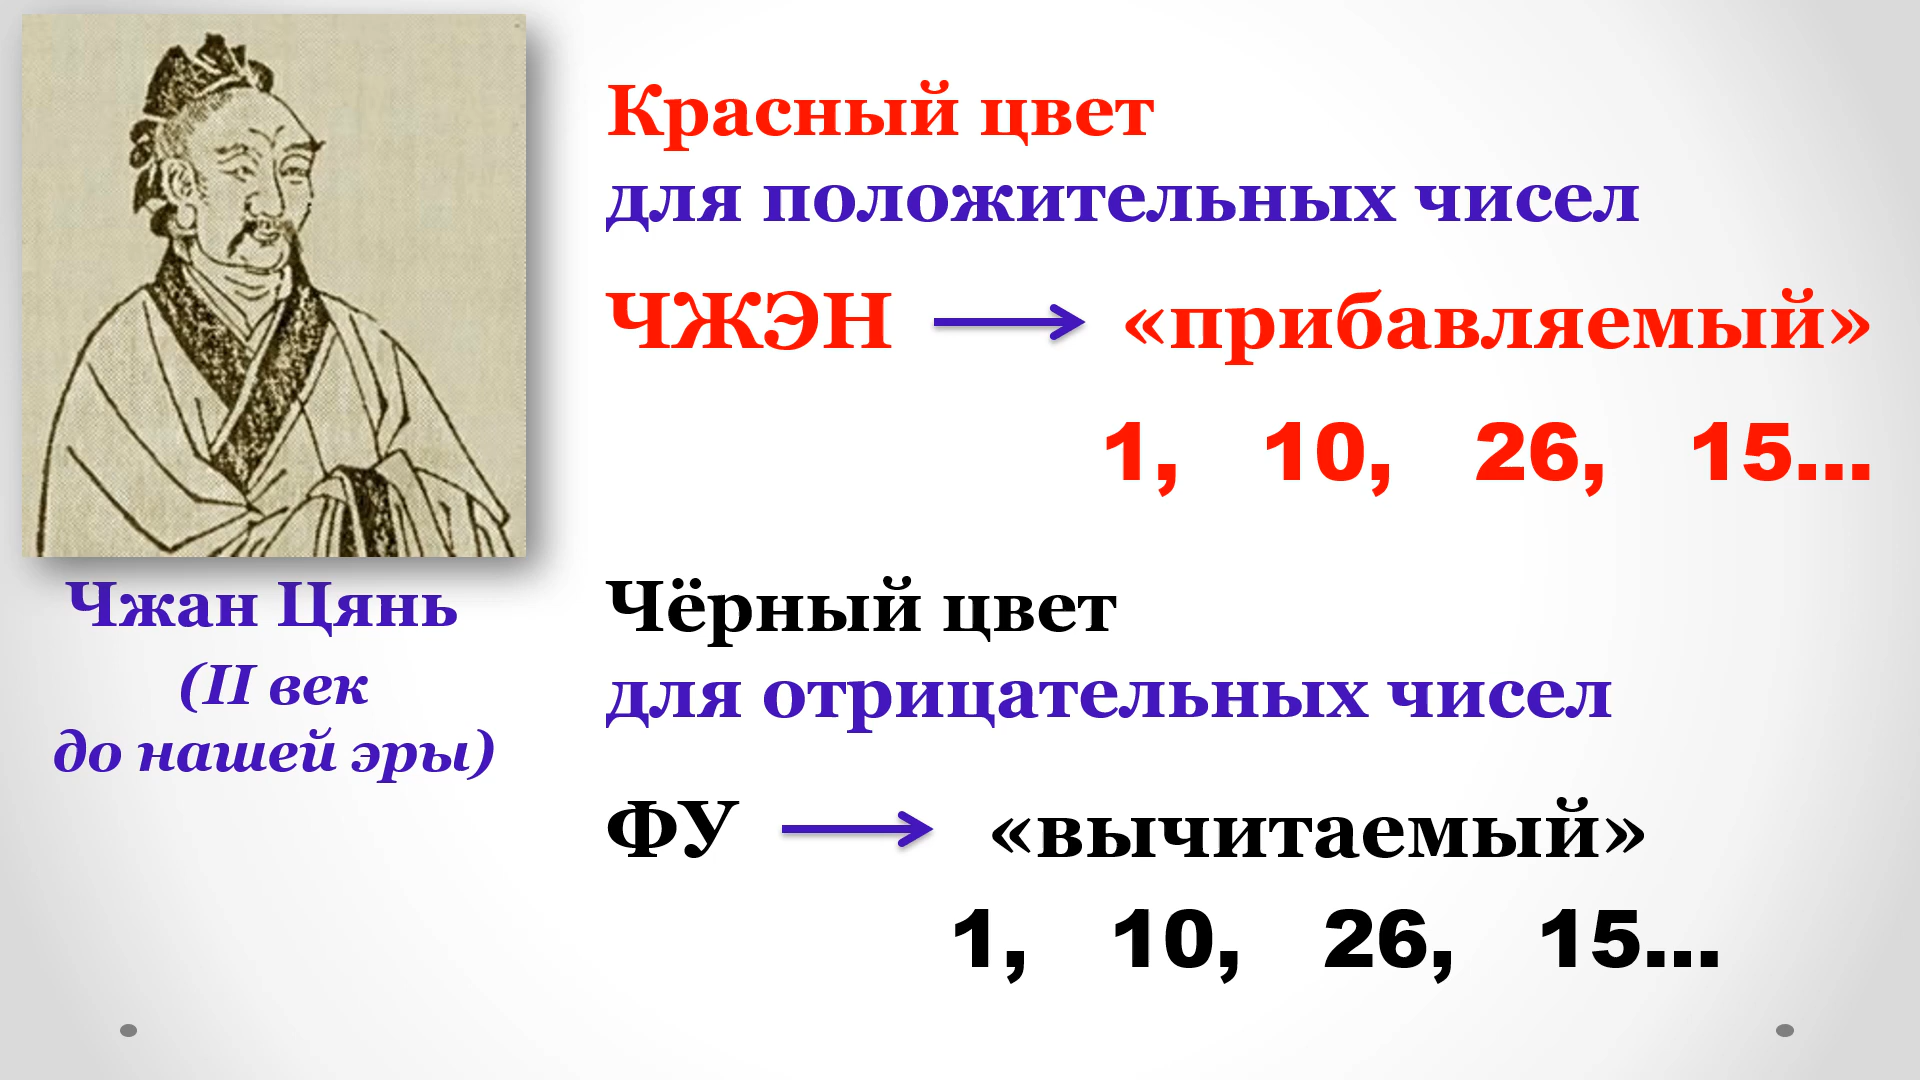 Чжан Цянь
(II век
до нашей эры)
Красный цвет
для положительных чисел
ЧЖЭН «прибавляемый»
1, 10, 26, 15...
Чёрный цвет
для отрицательных чисел
ФУ «вычитаемый»
1, 10, 26, 15...